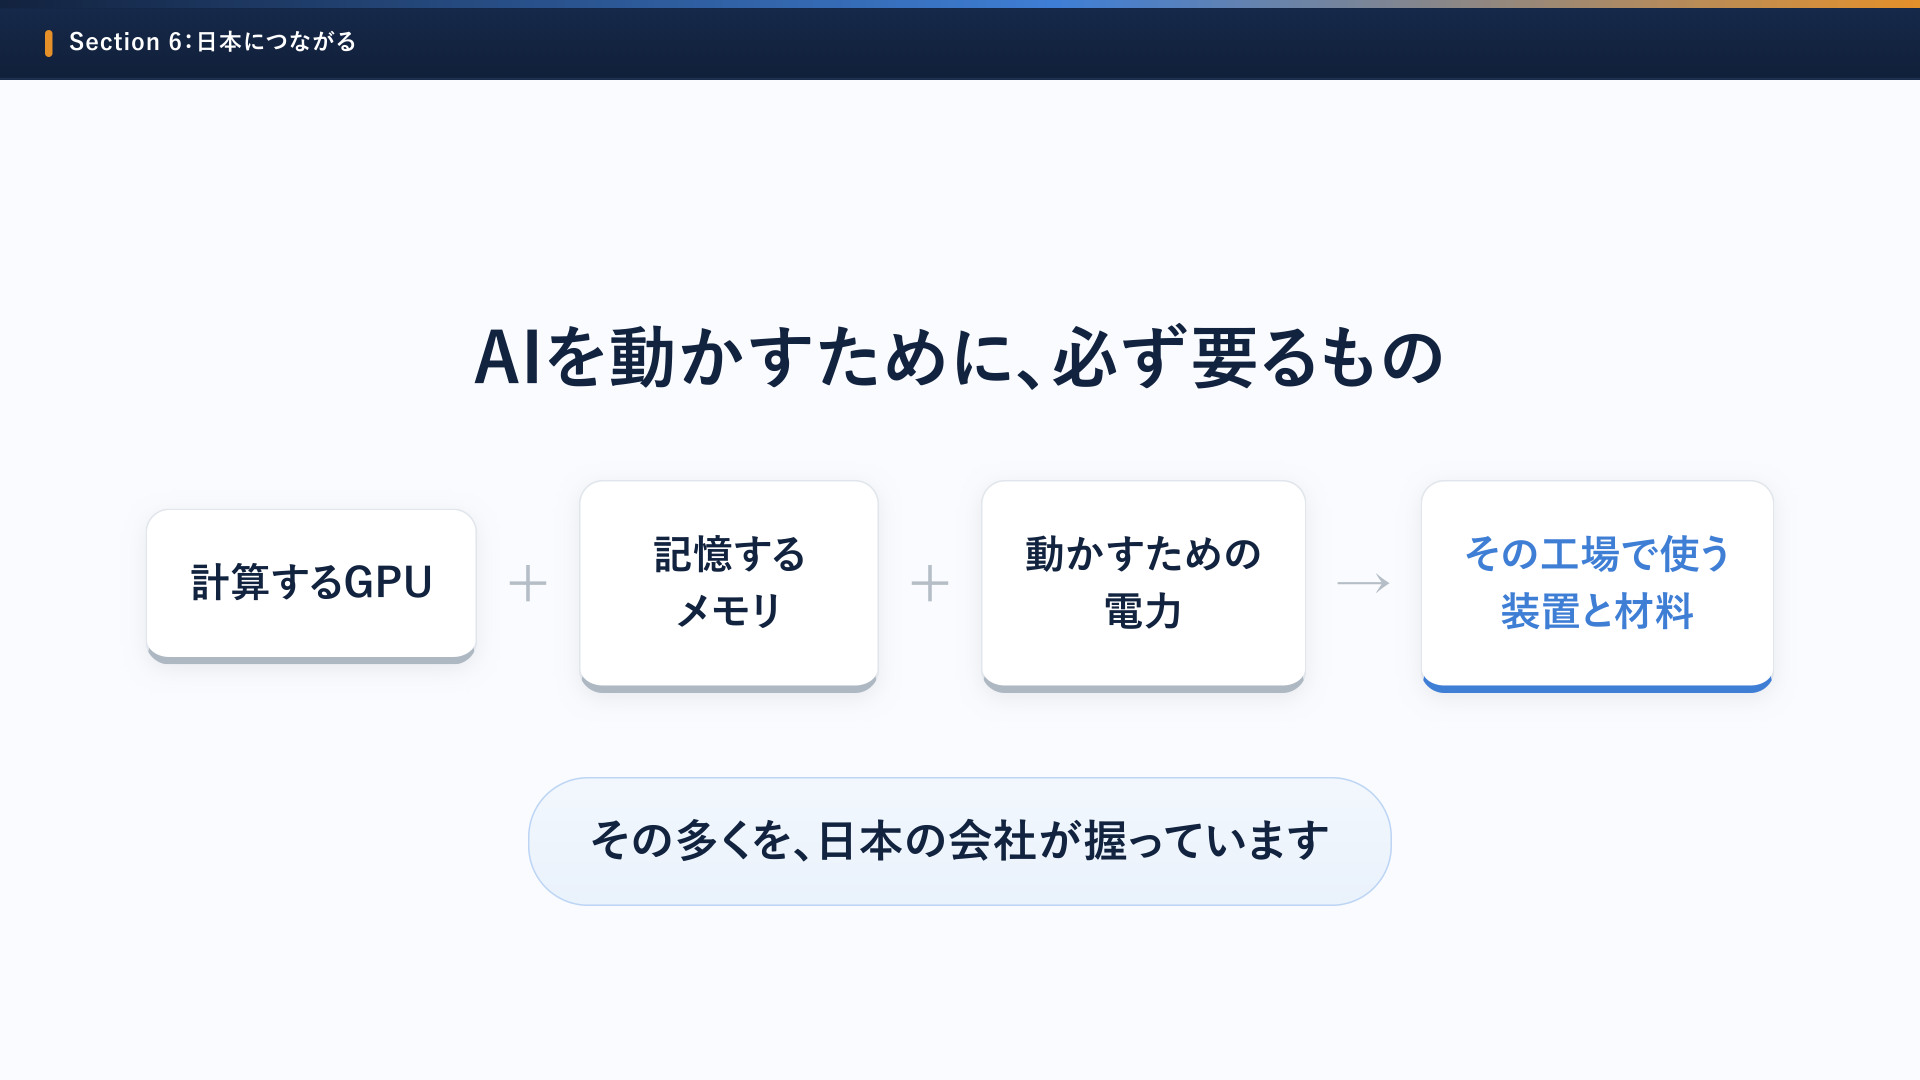 Section 6：日本につながる
AIを動かすために、必ず要るもの
計算するGPU
＋
記憶する
メモリ
＋
動かすための
電力
→
その工場で使う
装置と材料
その多くを、日本の会社が握っています